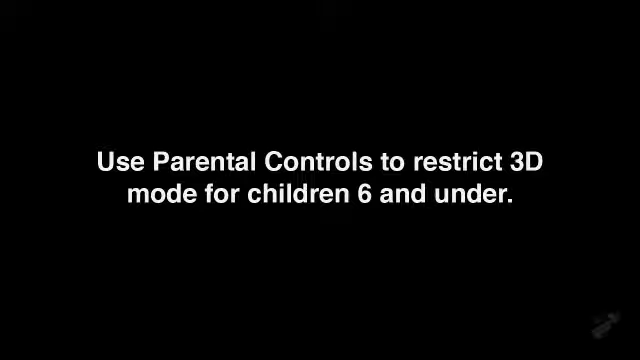 Use Parental Controls to restrict 3D
mode for children 6 and under.